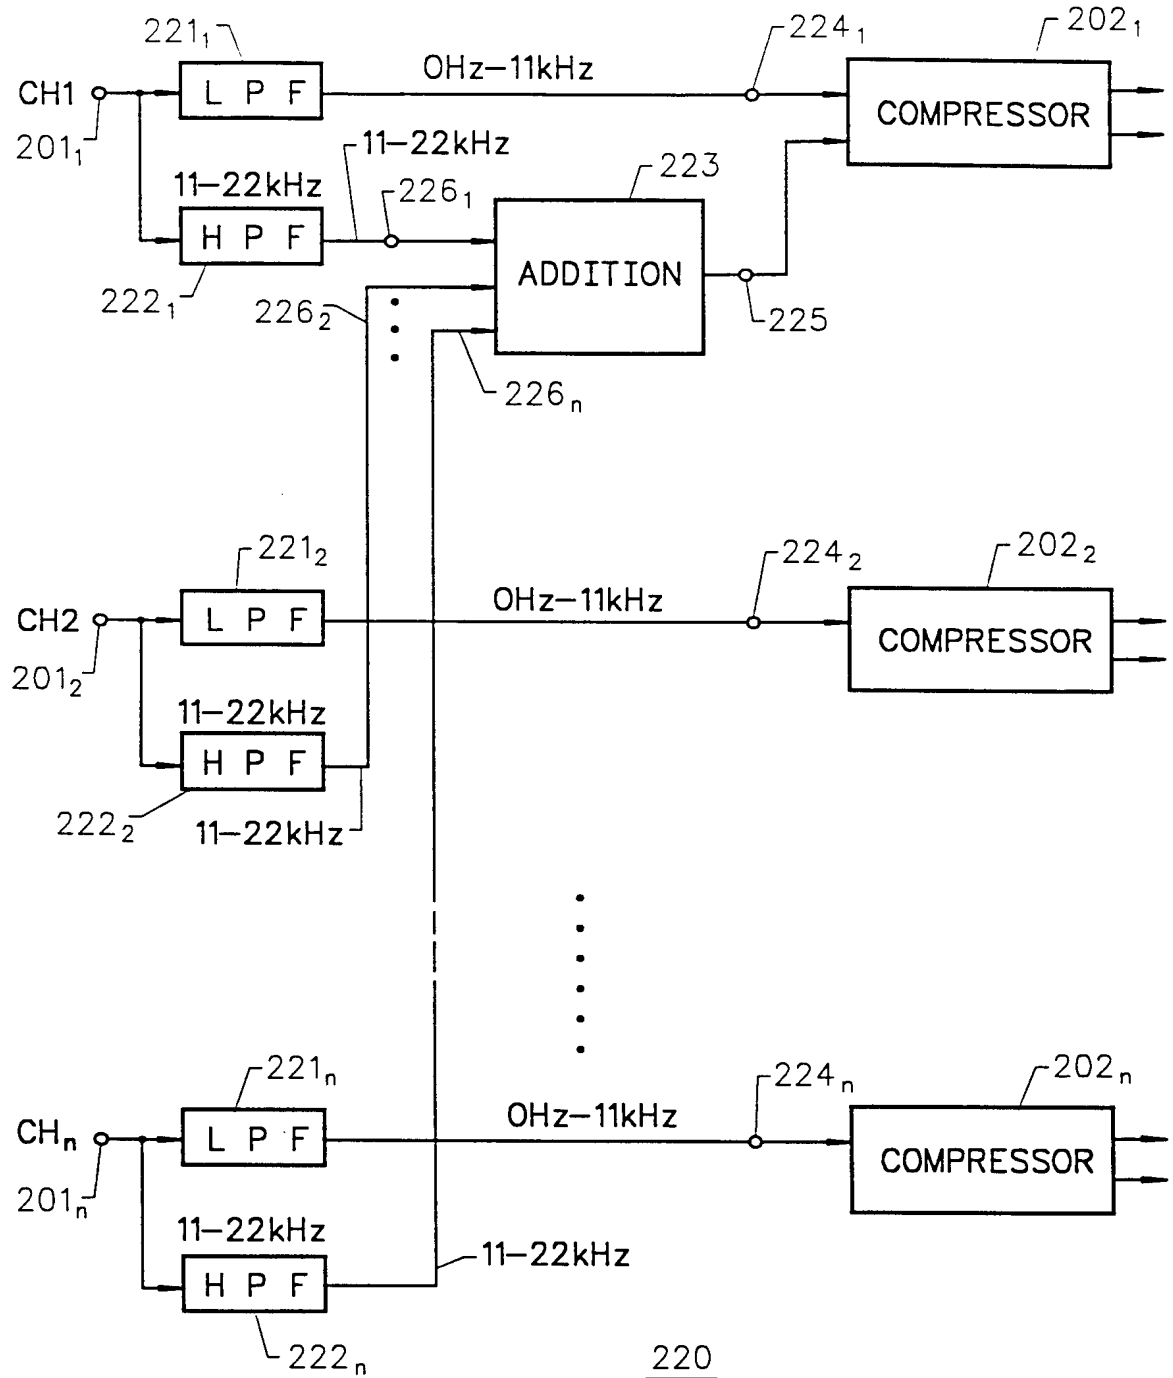 221₁
224₁
202₁
CH1
LPF
0Hz–11kHz
COMPRESSOR
201₁
11–22kHz
11–22kHz
226₁
223
HPF
ADDITION
222₁
226₂
225
226ₙ
221₂
224₂
202₂
CH2
LPF
0Hz–11kHz
COMPRESSOR
201₂
11–22kHz
HPF
222₂
11–22kHz
221ₙ
224ₙ
202ₙ
CHₙ
LPF
0Hz–11kHz
COMPRESSOR
201ₙ
11–22kHz
11–22kHz
HPF
222ₙ
220